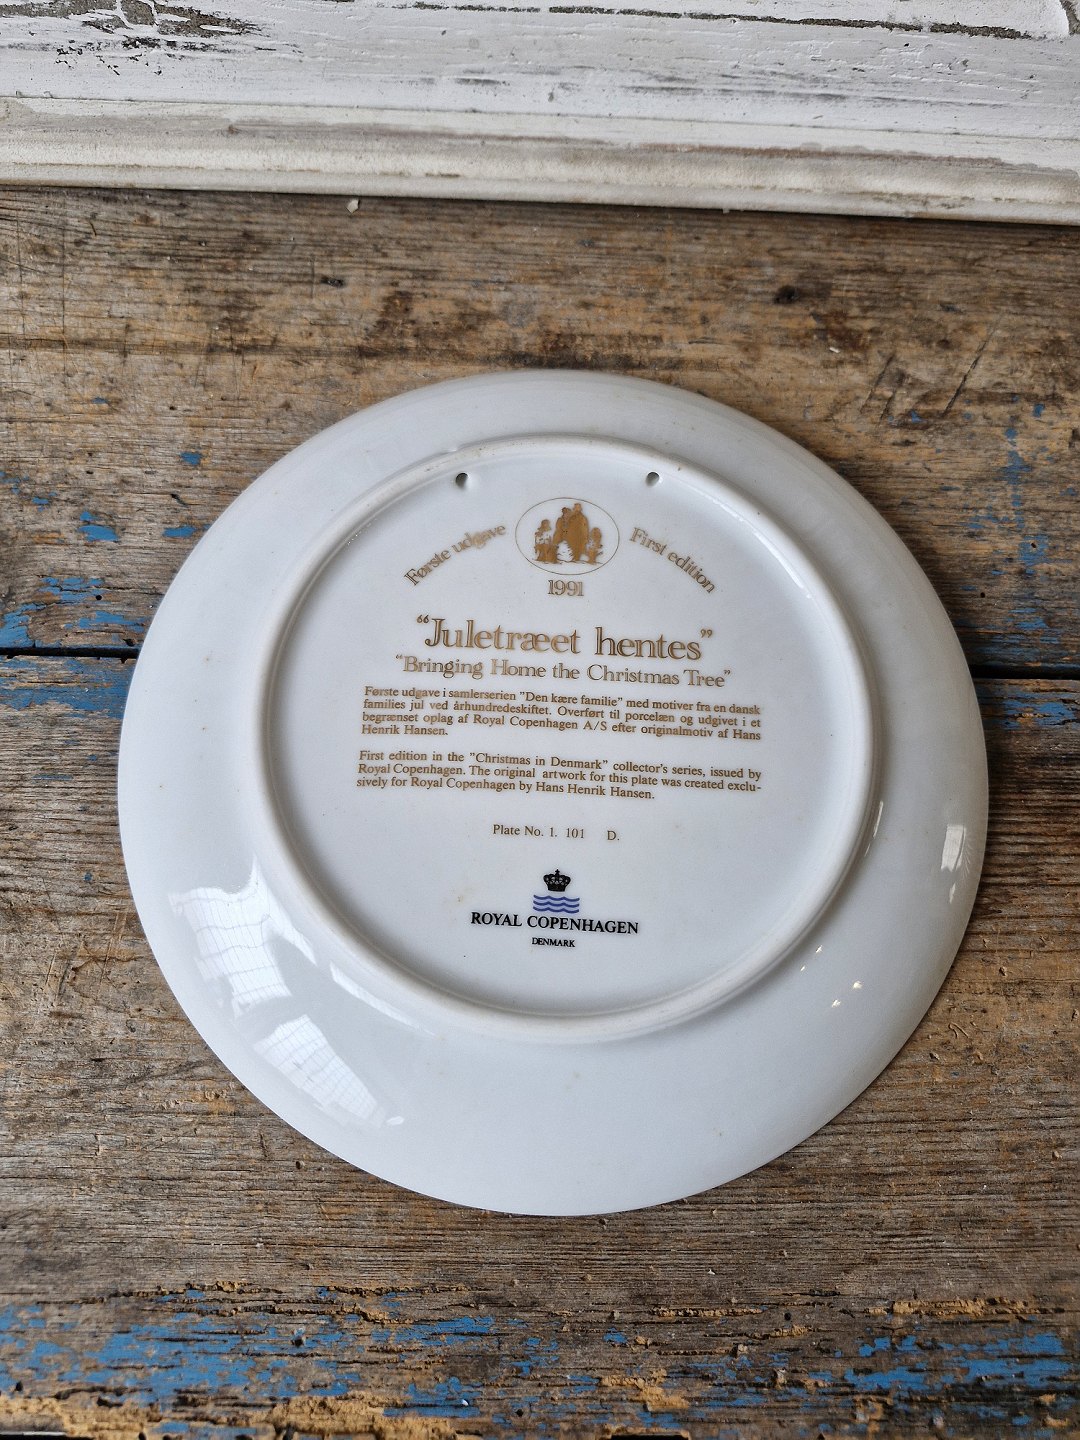 Første udgave
First edition
1991
“Juletræet hentes”
“Bringing Home the Christmas Tree”
Første udgave i samlerserien "Den kære familie" med motiver fra en dansk
families jul ved århundredeskiftet. Overført til porcelæn og udgivet i et
begrænset oplag af Royal Copenhagen A/S efter originalmotiv af Hans
Henrik Hansen.
First edition in the "Christmas in Denmark" collector's series, issued by
Royal Copenhagen. The original artwork for this plate was created exclu-
sively for Royal Copenhagen by Hans Henrik Hansen.
Plate No. 1. 101 D.
ROYAL COPENHAGEN
DENMARK